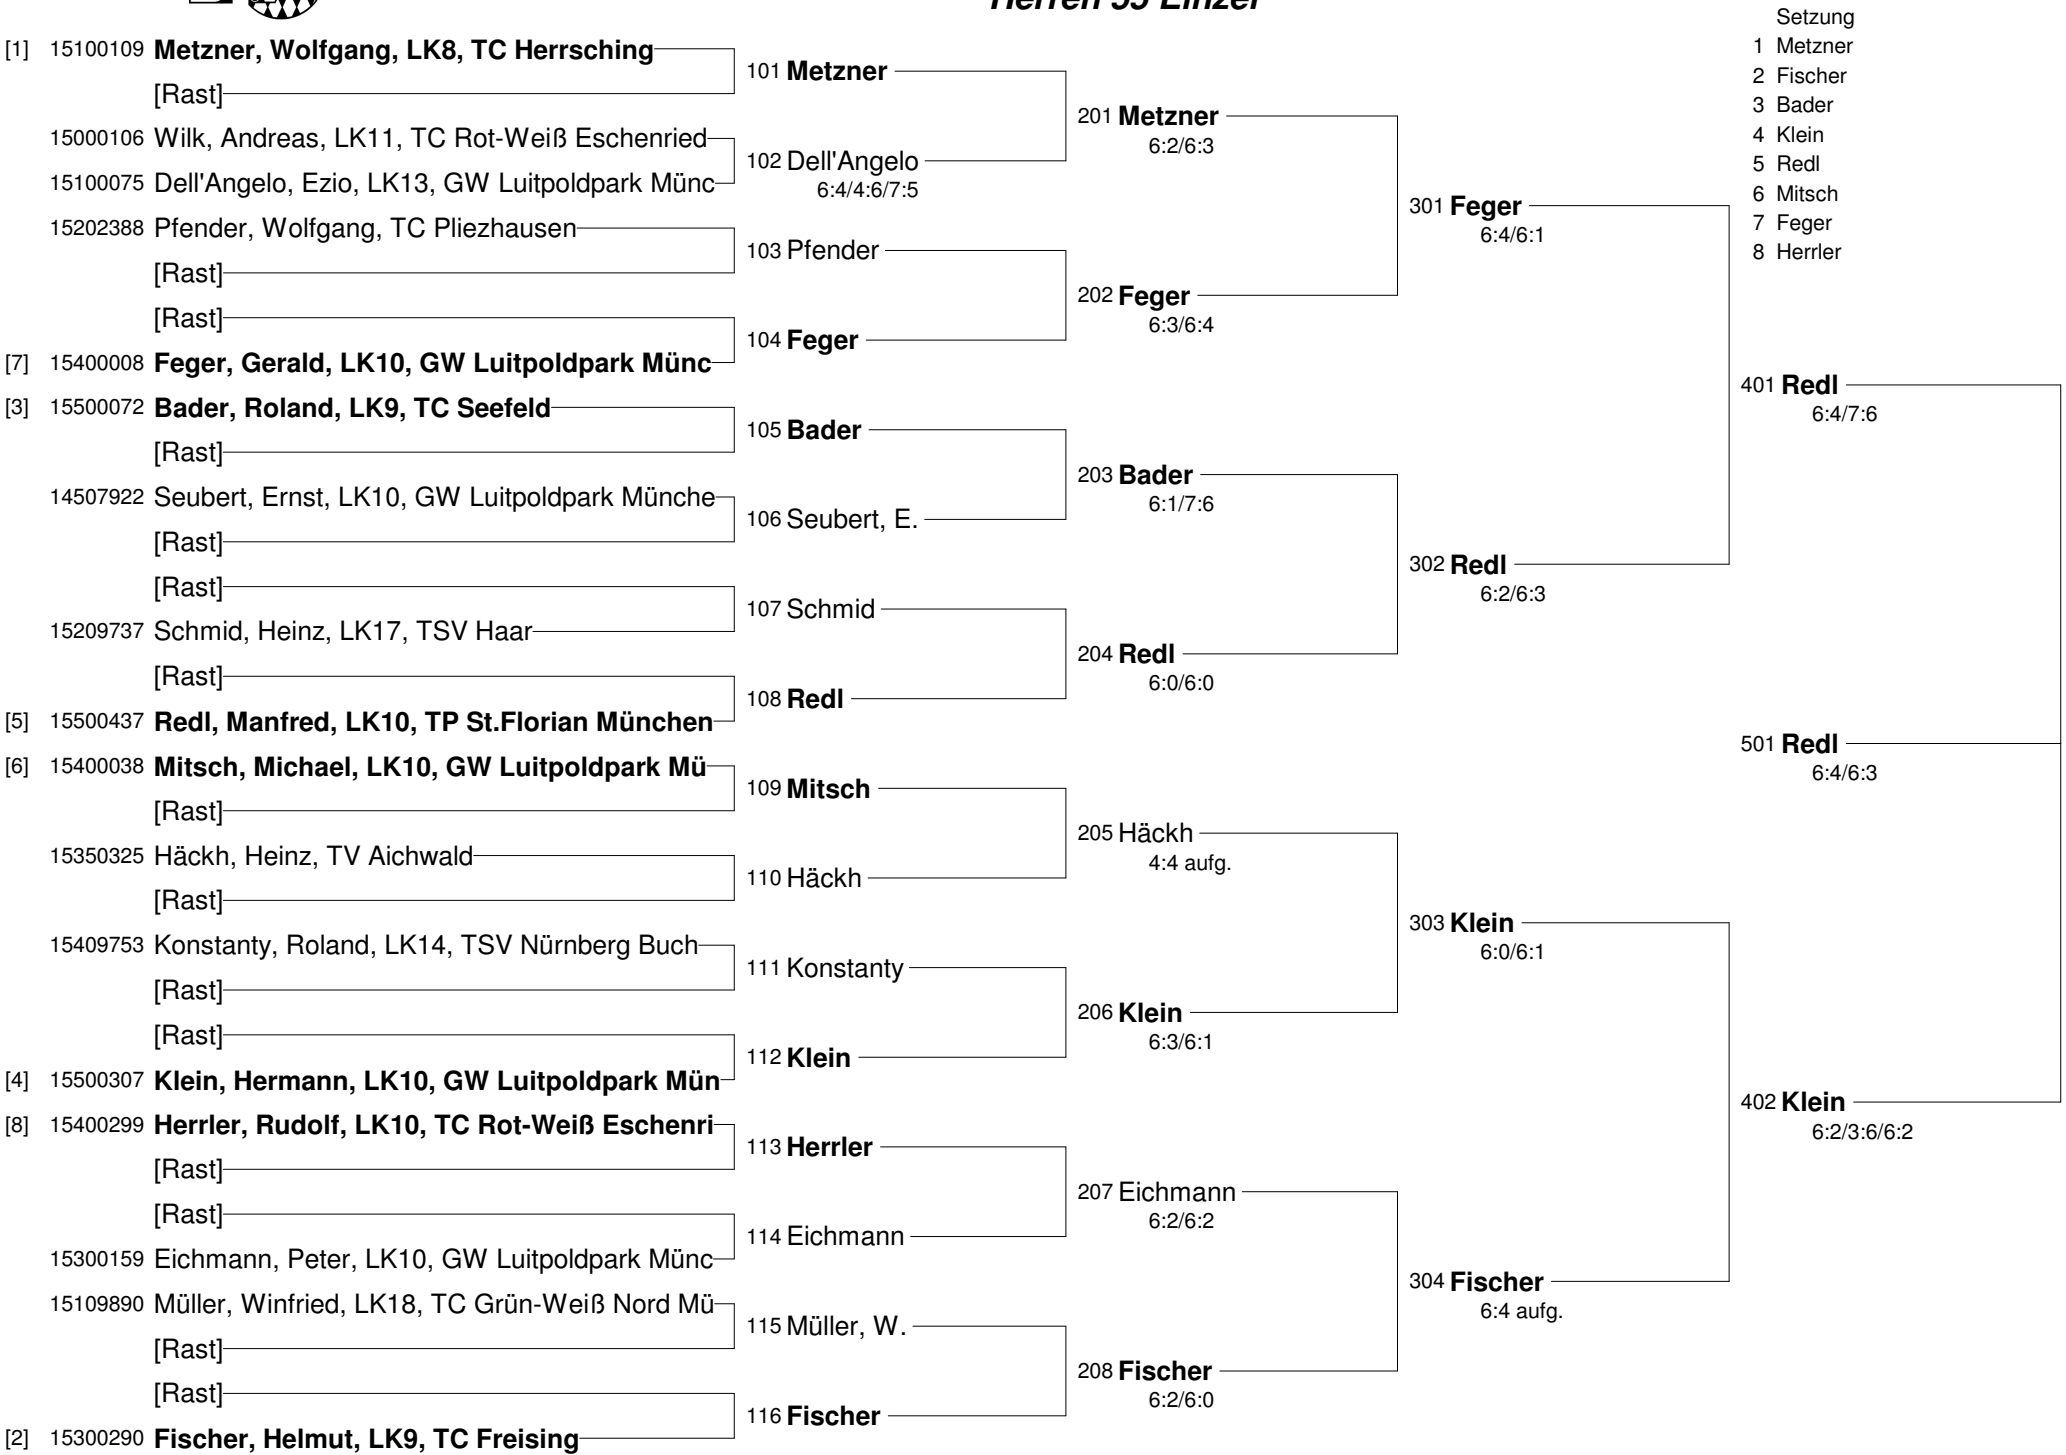 Herren 55 Einzel
Setzung
1 Metzner
2 Fischer
3 Bader
4 Klein
5 Redl
6 Mitsch
7 Feger
8 Herrler
[1] 15100109 Metzner, Wolfgang, LK8, TC Herrsching
[Rast]
15000106 Wilk, Andreas, LK11, TC Rot-Weiß Eschenried
15100075 Dell'Angelo, Ezio, LK13, GW Luitpoldpark Münc
15202388 Pfender, Wolfgang, TC Pliezhausen
[Rast]
[Rast]
[7] 15400008 Feger, Gerald, LK10, GW Luitpoldpark Münc
[3] 15500072 Bader, Roland, LK9, TC Seefeld
[Rast]
14507922 Seubert, Ernst, LK10, GW Luitpoldpark Münche
[Rast]
[Rast]
15209737 Schmid, Heinz, LK17, TSV Haar
[Rast]
[5] 15500437 Redl, Manfred, LK10, TP St.Florian München
[6] 15400038 Mitsch, Michael, LK10, GW Luitpoldpark Mü
[Rast]
15350325 Häckh, Heinz, TV Aichwald
[Rast]
15409753 Konstanty, Roland, LK14, TSV Nürnberg Buch
[Rast]
[Rast]
[4] 15500307 Klein, Hermann, LK10, GW Luitpoldpark Mün
[8] 15400299 Herrler, Rudolf, LK10, TC Rot-Weiß Eschenri
[Rast]
[Rast]
15300159 Eichmann, Peter, LK10, GW Luitpoldpark Münc
15109890 Müller, Winfried, LK18, TC Grün-Weiß Nord Mü
[Rast]
[Rast]
[2] 15300290 Fischer, Helmut, LK9, TC Freising
101 Metzner
102 Dell'Angelo
6:4/4:6/7:5
103 Pfender
104 Feger
105 Bader
106 Seubert, E.
107 Schmid
108 Redl
109 Mitsch
110 Häckh
111 Konstanty
112 Klein
113 Herrler
114 Eichmann
115 Müller, W.
116 Fischer
201 Metzner
6:2/6:3
202 Feger
6:3/6:4
203 Bader
6:1/7:6
204 Redl
6:0/6:0
205 Häckh
4:4 aufg.
206 Klein
6:3/6:1
207 Eichmann
6:2/6:2
208 Fischer
6:2/6:0
301 Feger
6:4/6:1
302 Redl
6:2/6:3
303 Klein
6:0/6:1
304 Fischer
6:4 aufg.
401 Redl
6:4/7:6
501 Redl
6:4/6:3
402 Klein
6:2/3:6/6:2